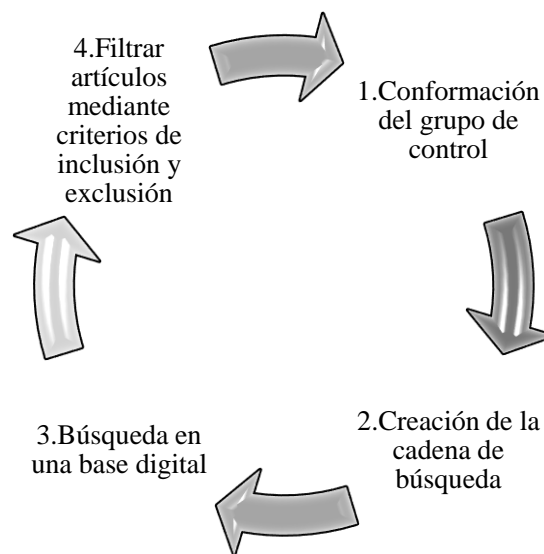 1.Conformación
del grupo de
control
2.Creación de la
cadena de
búsqueda
3.Búsqueda en
una base digital
4.Filtrar
artículos
mediante
criterios de
inclusión y
exclusión